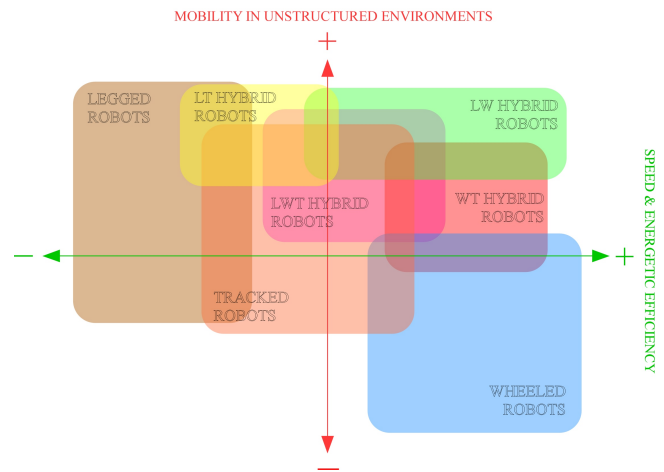 MOBILITY IN UNSTRUCTURED ENVIRONMENTS
+
LEGGED
ROBOTS
LT HYBRID
ROBOTS
LW HYBRID
ROBOTS
LWT HYBRID
ROBOTS
WT HYBRID
ROBOTS
SPEED & ENERGETIC EFFICIENCY
−
+
TRACKED
ROBOTS
WHEELED
ROBOTS
−